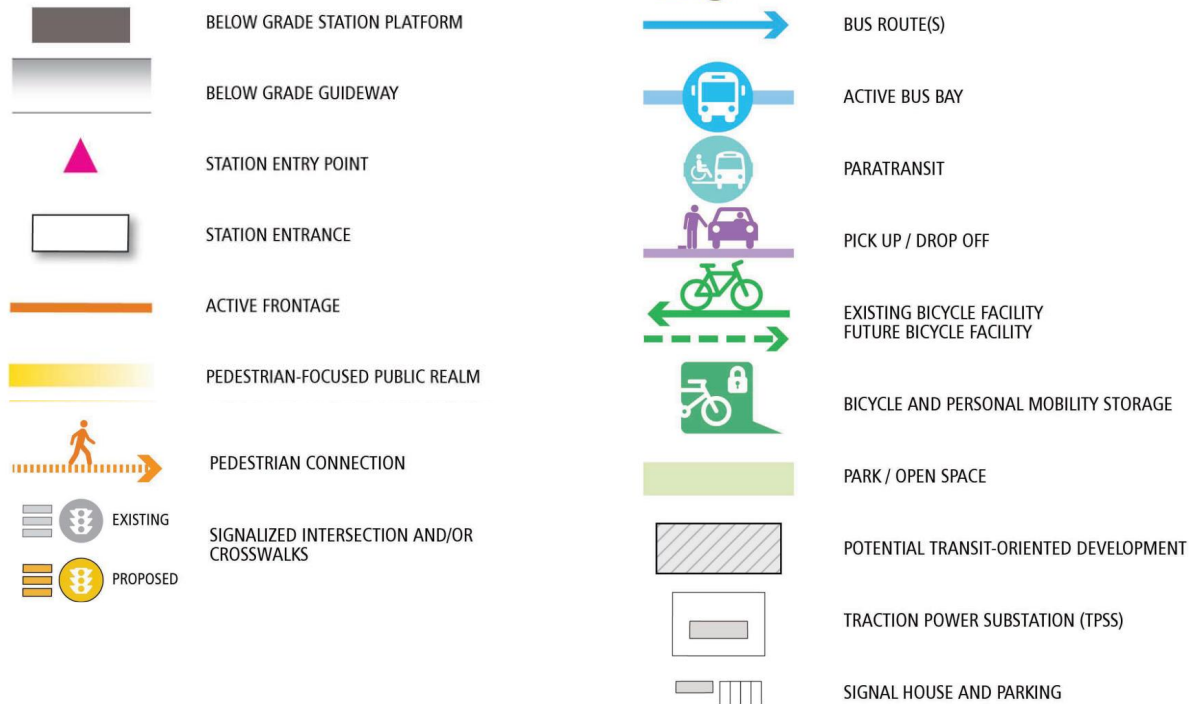 BELOW GRADE STATION PLATFORM
BELOW GRADE GUIDEWAY
STATION ENTRY POINT
STATION ENTRANCE
ACTIVE FRONTAGE
PEDESTRIAN-FOCUSED PUBLIC REALM
PEDESTRIAN CONNECTION
EXISTING
PROPOSED
SIGNALIZED INTERSECTION AND/OR
CROSSWALKS
BUS ROUTE(S)
ACTIVE BUS BAY
PARATRANSIT
PICK UP / DROP OFF
EXISTING BICYCLE FACILITY
FUTURE BICYCLE FACILITY
BICYCLE AND PERSONAL MOBILITY STORAGE
PARK / OPEN SPACE
POTENTIAL TRANSIT-ORIENTED DEVELOPMENT
TRACTION POWER SUBSTATION (TPSS)
SIGNAL HOUSE AND PARKING